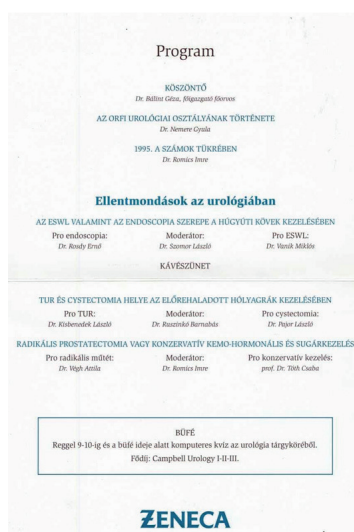 Program
KÖSZÖNTŐ
Dr. Bálint Géza, főigazgató főorvos
AZ ORFI UROLÓGIAI OSZTÁLYÁNAK TÖRTÉNETE
Dr. Nemere Gyula
1995. A SZÁMOK TÜKRÉBEN
Dr. Romics Imre
Ellentmondások az urológiában
AZ ESWL VALAMINT AZ ENDOSCOPIA SZEREPE A HÚGYÚTI KÖVEK KEZELÉSÉBEN
Pro endoscopia: Moderátor: Pro ESWL:
Dr. Rosdy Ernő Dr. Szomor László Dr. Vanik Miklós
KÁVÉSZÜNET
TUR ÉS CYSTECTOMIA HELYE AZ ELŐREHALADOTT HÓLYAGRÁK KEZELÉSÉBEN
Pro TUR: Moderátor: Pro cystectomia:
Dr. Kisbenedek László Dr. Ruszinkó Barnabás Dr. Pajor László
RADIKÁLIS PROSTATECTOMIA VAGY KONZERVATÍV KEMO-HORMONÁLIS ÉS SUGÁRKEZELÉS
Pro radikális műtét: Moderátor: Pro konzervatív kezelés:
Dr. Végh Attila Dr. Romics Imre prof. Dr. Tóth Csaba
BÜFÉ
Reggel 9-10-ig és a büfé ideje alatt komputeres kvíz az urológia tárgyköréből.
Fődíj: Campbell Urology I-II-III.
ZENECA